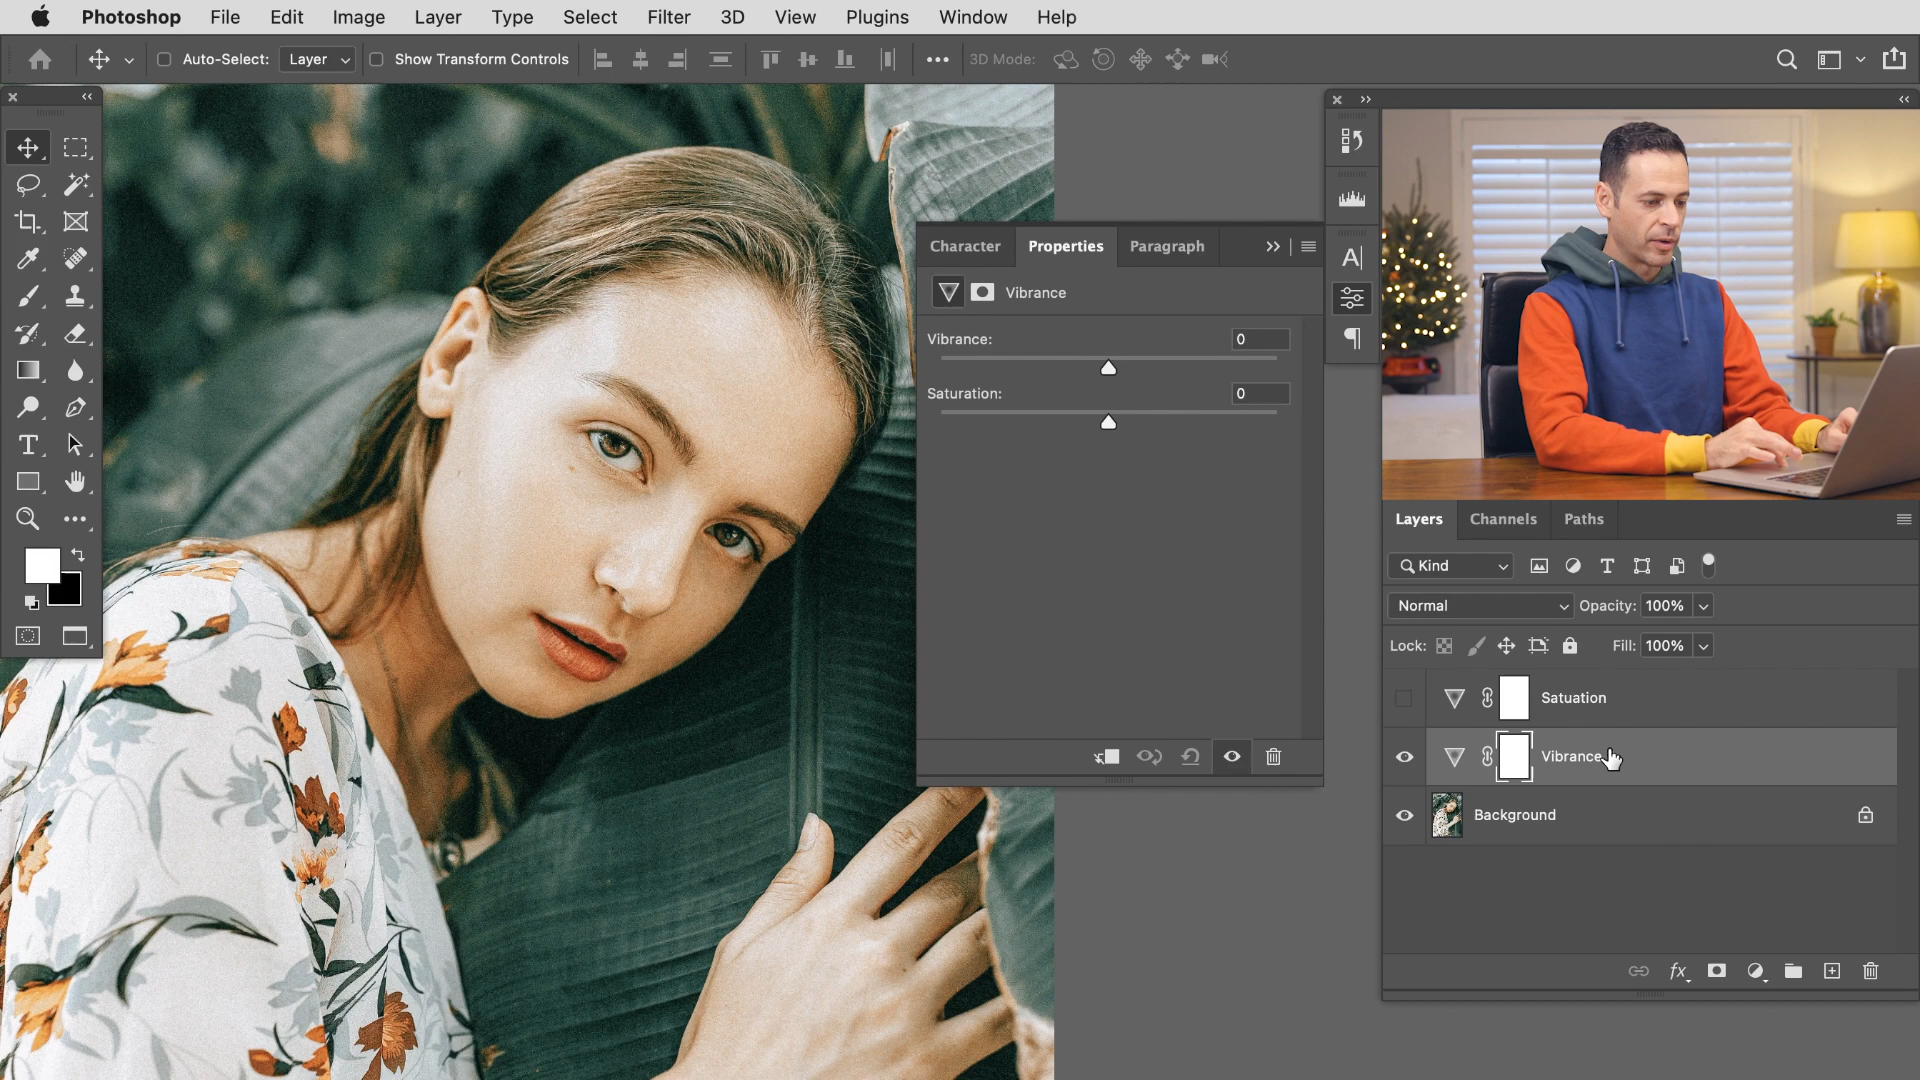 Photoshop File Edit Image Layer Type Select Filter 3D View Plugins Window Help
Auto-Select: Layer Show Transform Controls 3D Mode:
Character Properties Paragraph
Vibrance
Vibrance: 0
Saturation: 0
Layers Channels Paths
Kind
Normal Opacity: 100%
Lock: Fill: 100%
Satuation
Vibrance
Background
fx